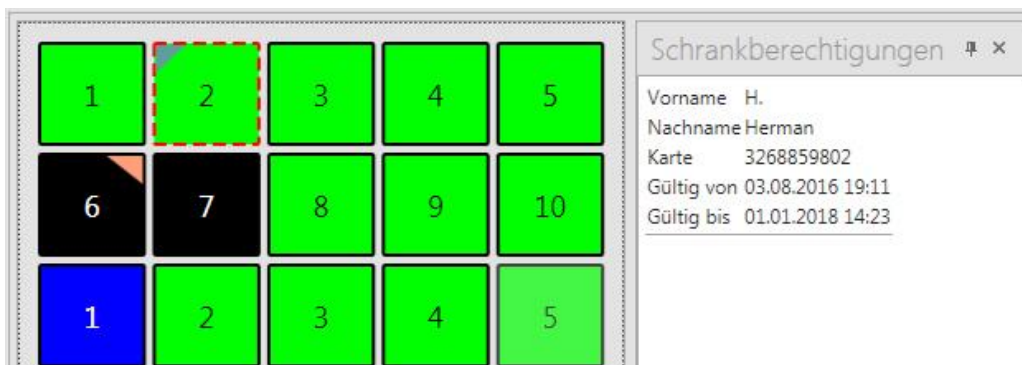 1 2 3 4 5
6 7 8 9 10
1 2 3 4 5
Schrankberechtigungen
Vorname H.
Nachname Herman
Karte 3268859802
Gültig von 03.08.2016 19:11
Gültig bis 01.01.2018 14:23